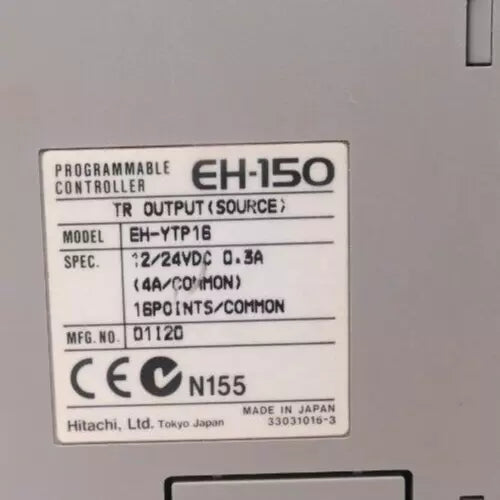 PROGRAMMABLE
CONTROLLER
EH-150
TR OUTPUT(SOURCE)
MODEL EH-YTP16
SPEC. 12/24VDC 0.3A
(4A/COMMON)
16POINTS/COMMON
MFG.NO. 01I20
CE N155
MADE IN JAPAN
Hitachi, Ltd. Tokyo Japan 33031016-3